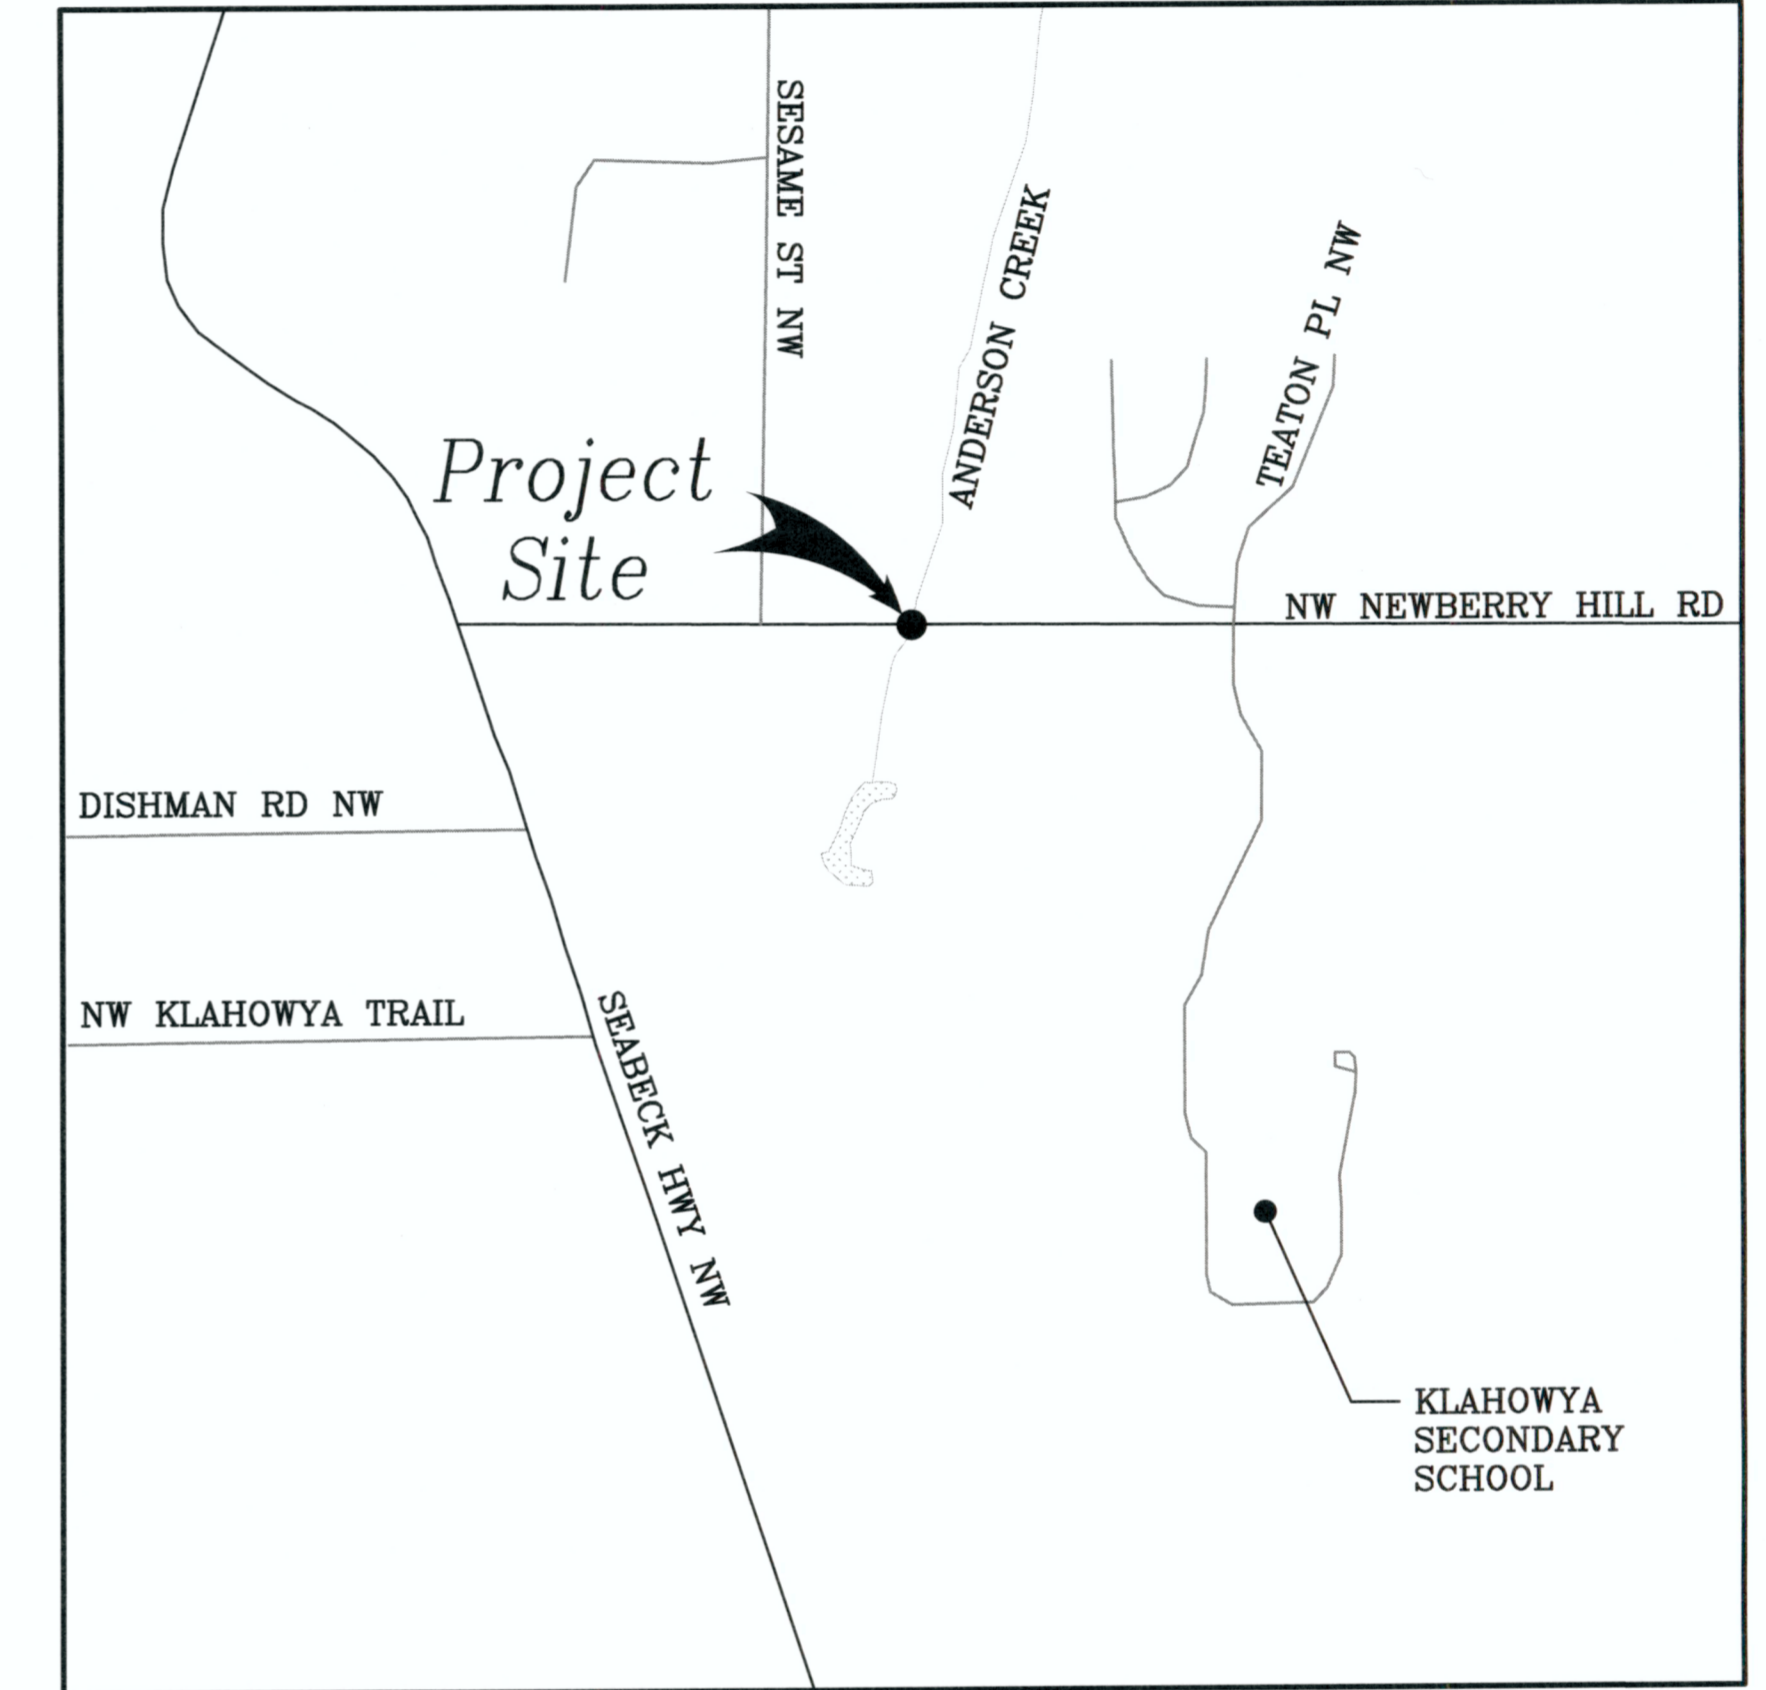 SESAME ST NW
ANDERSON CREEK
TEATON PL NW
Project
Site
NW NEWBERRY HILL RD
DISHMAN RD NW
NW KLAHOWYA TRAIL
SEABECK HWY NW
KLAHOWYA
SECONDARY
SCHOOL